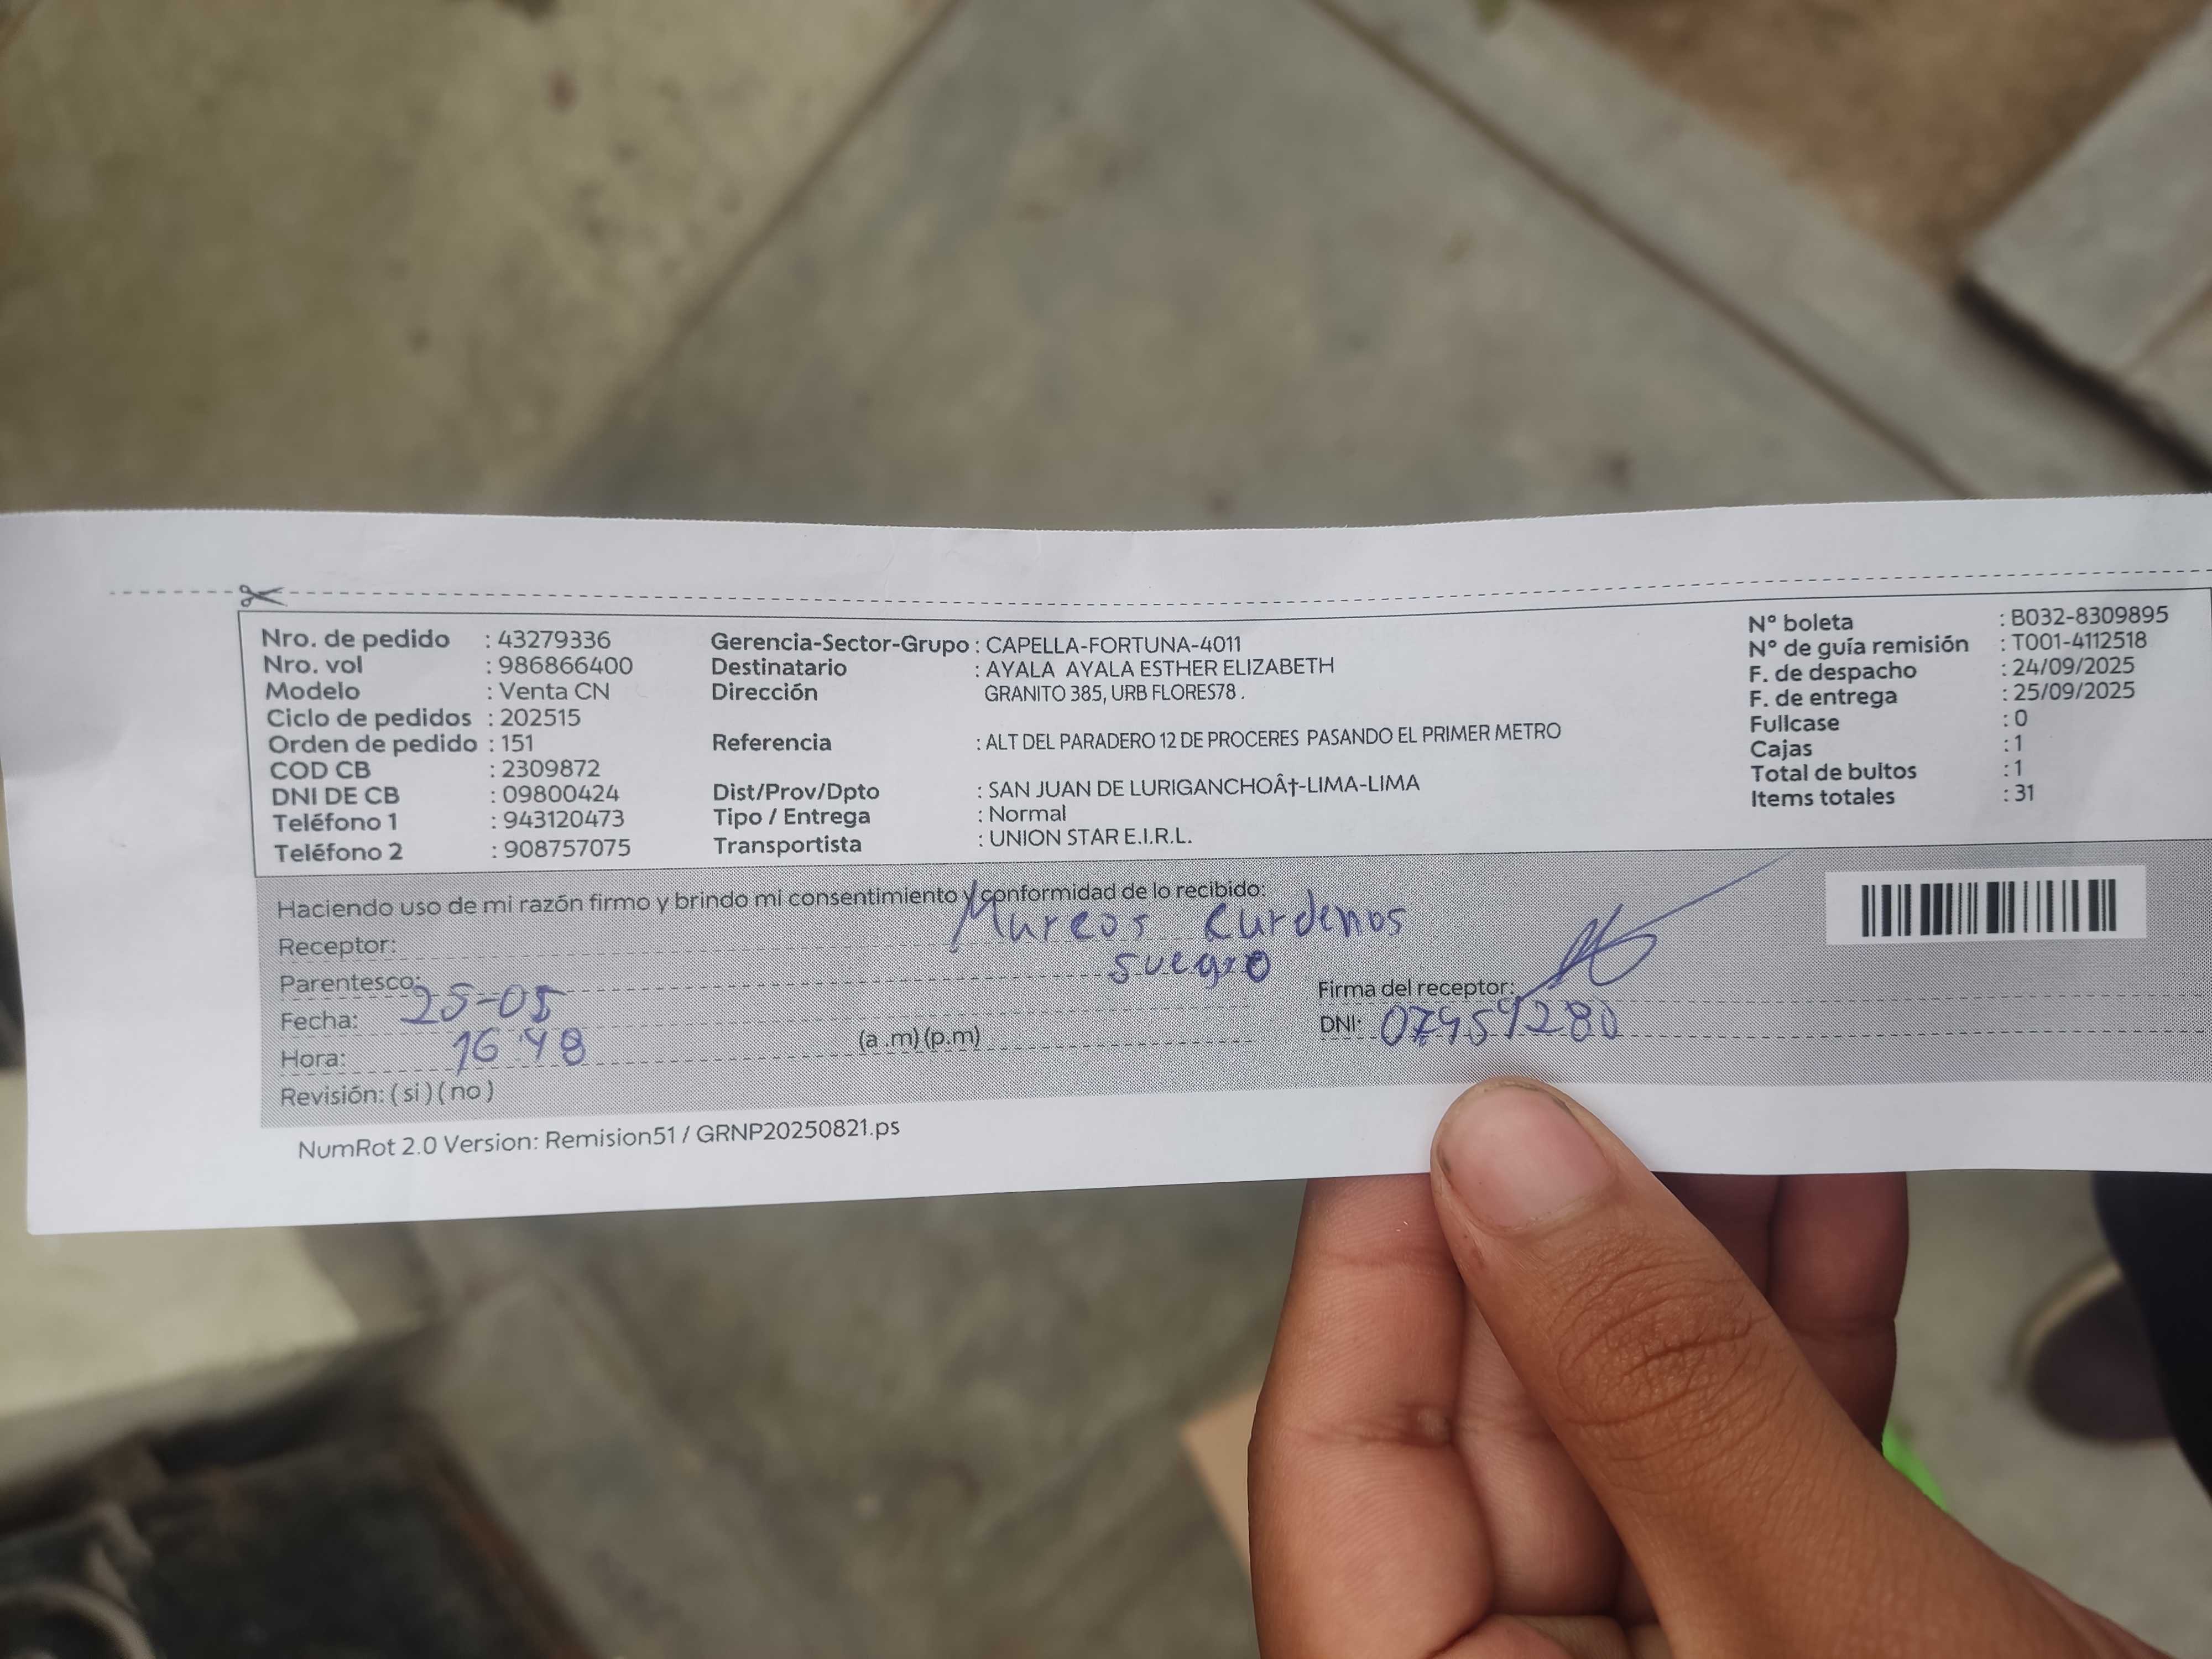 Nro. de pedido : 43279336
Nro. vol : 986866400
Modelo : Venta CN
Ciclo de pedidos : 202515
Orden de pedido : 151
COD CB : 2309872
DNI DE CB : 09800424
Teléfono 1 : 943120473
Teléfono 2 : 908757075
Gerencia-Sector-Grupo : CAPELLA-FORTUNA-4011
Destinatario : AYALA AYALA ESTHER ELIZABETH
Dirección GRANITO 385, URB FLORES78 .
Referencia : ALT DEL PARADERO 12 DE PROCERES PASANDO EL PRIMER METRO
Dist/Prov/Dpto : SAN JUAN DE LURIGANCHOÂ†-LIMA-LIMA
Tipo / Entrega : Normal
Transportista : UNION STAR E.I.R.L.
N° boleta : B032-8309895
N° de guía remisión : T001-4112518
F. de despacho : 24/09/2025
F. de entrega : 25/09/2025
Fullcase : 0
Cajas : 1
Total de bultos : 1
Items totales : 31
Haciendo uso de mi razón firmo y brindo mi consentimiento y conformidad de lo recibido:
Receptor:
Parentesco: suegro
Fecha: 25-05
Hora: 16 48 (a .m) (p.m)
Revisión: ( si ) ( no )
Firma del receptor:
DNI:
NumRot 2.0 Version: Remision51 / GRNP20250821.ps